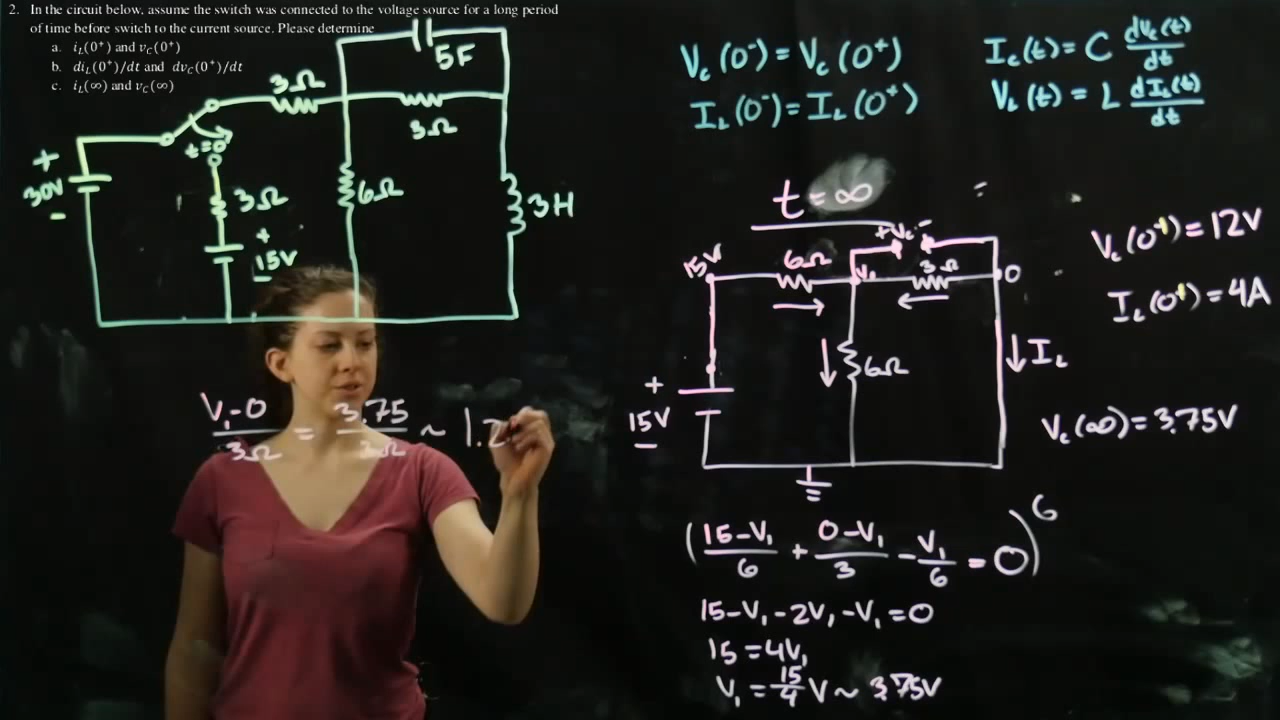 2. In the circuit below, assume the switch was connected to the voltage source for a long period
of time before switch to the current source. Please determine
a. iL(0⁺) and vC(0⁺)
b. diL(0⁺)/dt and dvC(0⁺)/dt
c. iL(∞) and vC(∞)
5F
3Ω
3Ω
t=0
+
30V
−
3Ω
+
15V
−
6Ω
3H
Vc(0⁻) = Vc(0⁺)
IL(0⁻) = IL(0⁺)
Ic(t) = C dVc(t)/dt
VL(t) = L dIL(t)/dt
t = ∞
+ Vc −
15V
6Ω
V₁
3Ω
0
+
15V
−
6Ω
IL
Vc(0⁺) = 12V
IL(0⁺) = 4A
Vc(∞) = 3.75V
(15−V₁/6 + 0−V₁/3 − V₁/6 = 0)6
15−V₁−2V₁−V₁=0
15=4V₁
V₁ = 15/4 V ~ 3.75V
V₁−0/3Ω = 3.75/3Ω ~ 1.2